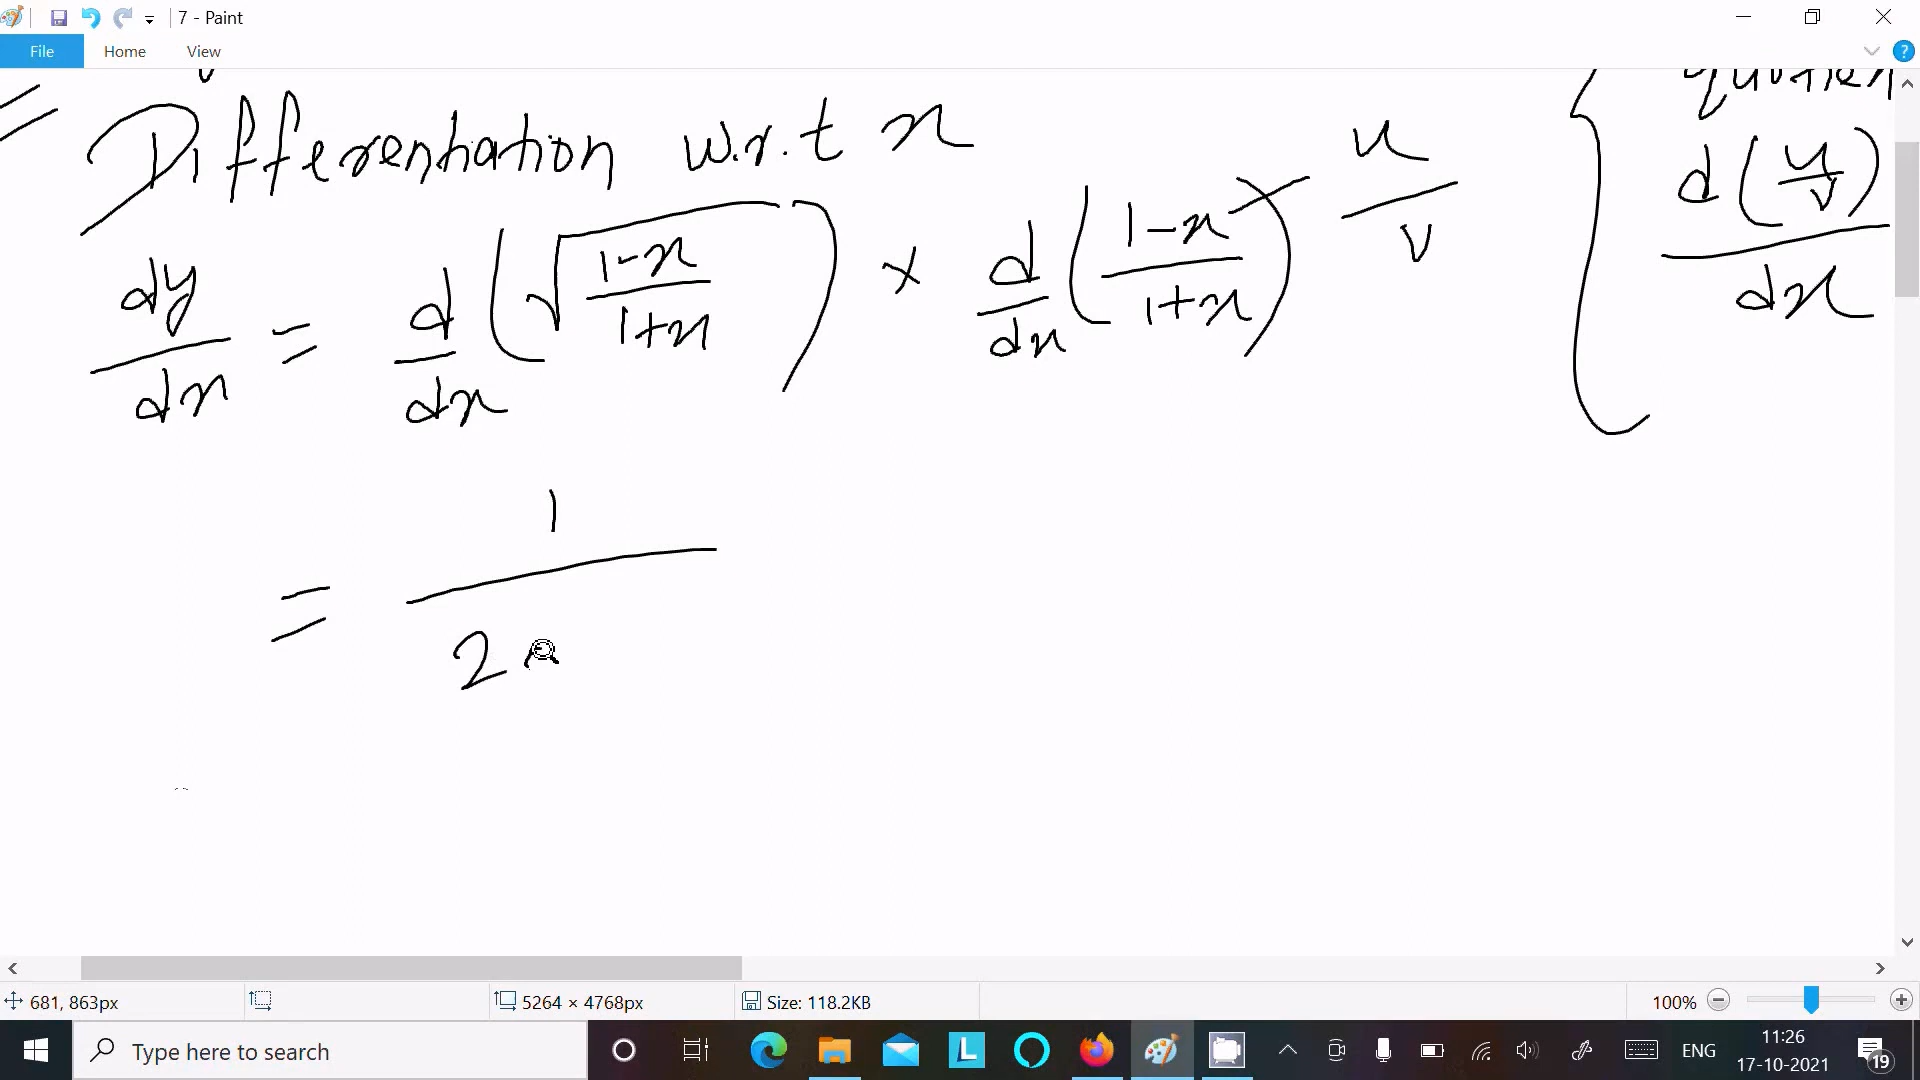 7 - Paint
File Home View
Differentiation w.r.t x
u
v
d(u/v)
dx
dy/dx = d/dx (√(1-x/1+x)) × d/dx (1-x/1+x)
= 1
2
681, 863px 5264 × 4768px Size: 118.2KB 100%
Type here to search
ENG
11:26
17-10-2021
19